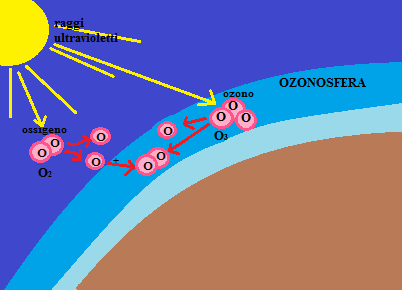 raggi
ultravioletti
OZONOSFERA
ozono
O
O
O
O
O₃
ossigeno
O
O
O
O
+
O
O
O₂